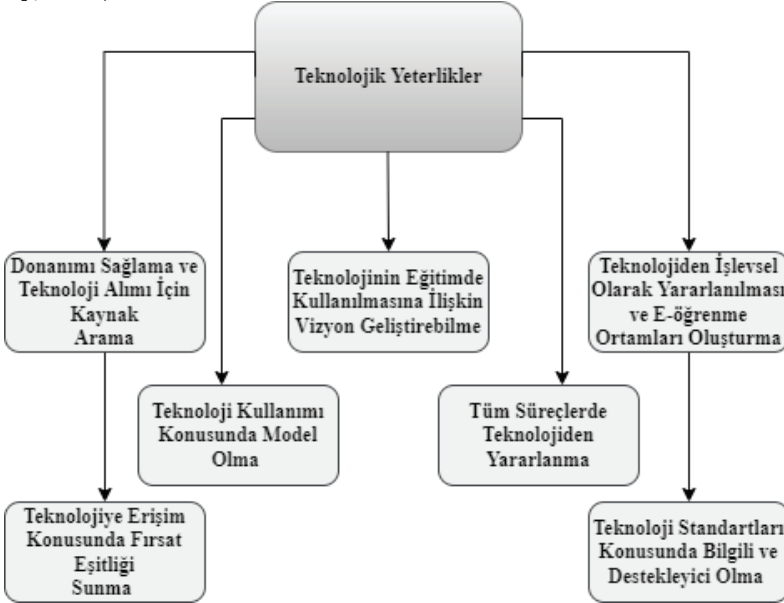 Teknolojik Yeterlikler
Donanımı Sağlama ve
Teknoloji Alımı İçin
Kaynak
Arama
Teknolojinin Eğitimde
Kullanılmasına İlişkin
Vizyon Geliştirebilme
Teknolojiden İşlevsel
Olarak Yararlanılması
ve E-öğrenme
Ortamları Oluşturma
Teknoloji Kullanımı
Konusunda Model
Olma
Tüm Süreçlerde
Teknolojiden
Yararlanma
Teknolojiye Erişim
Konusunda Fırsat
Eşitliği
Sunma
Teknoloji Standartları
Konusunda Bilgili ve
Destekleyici Olma